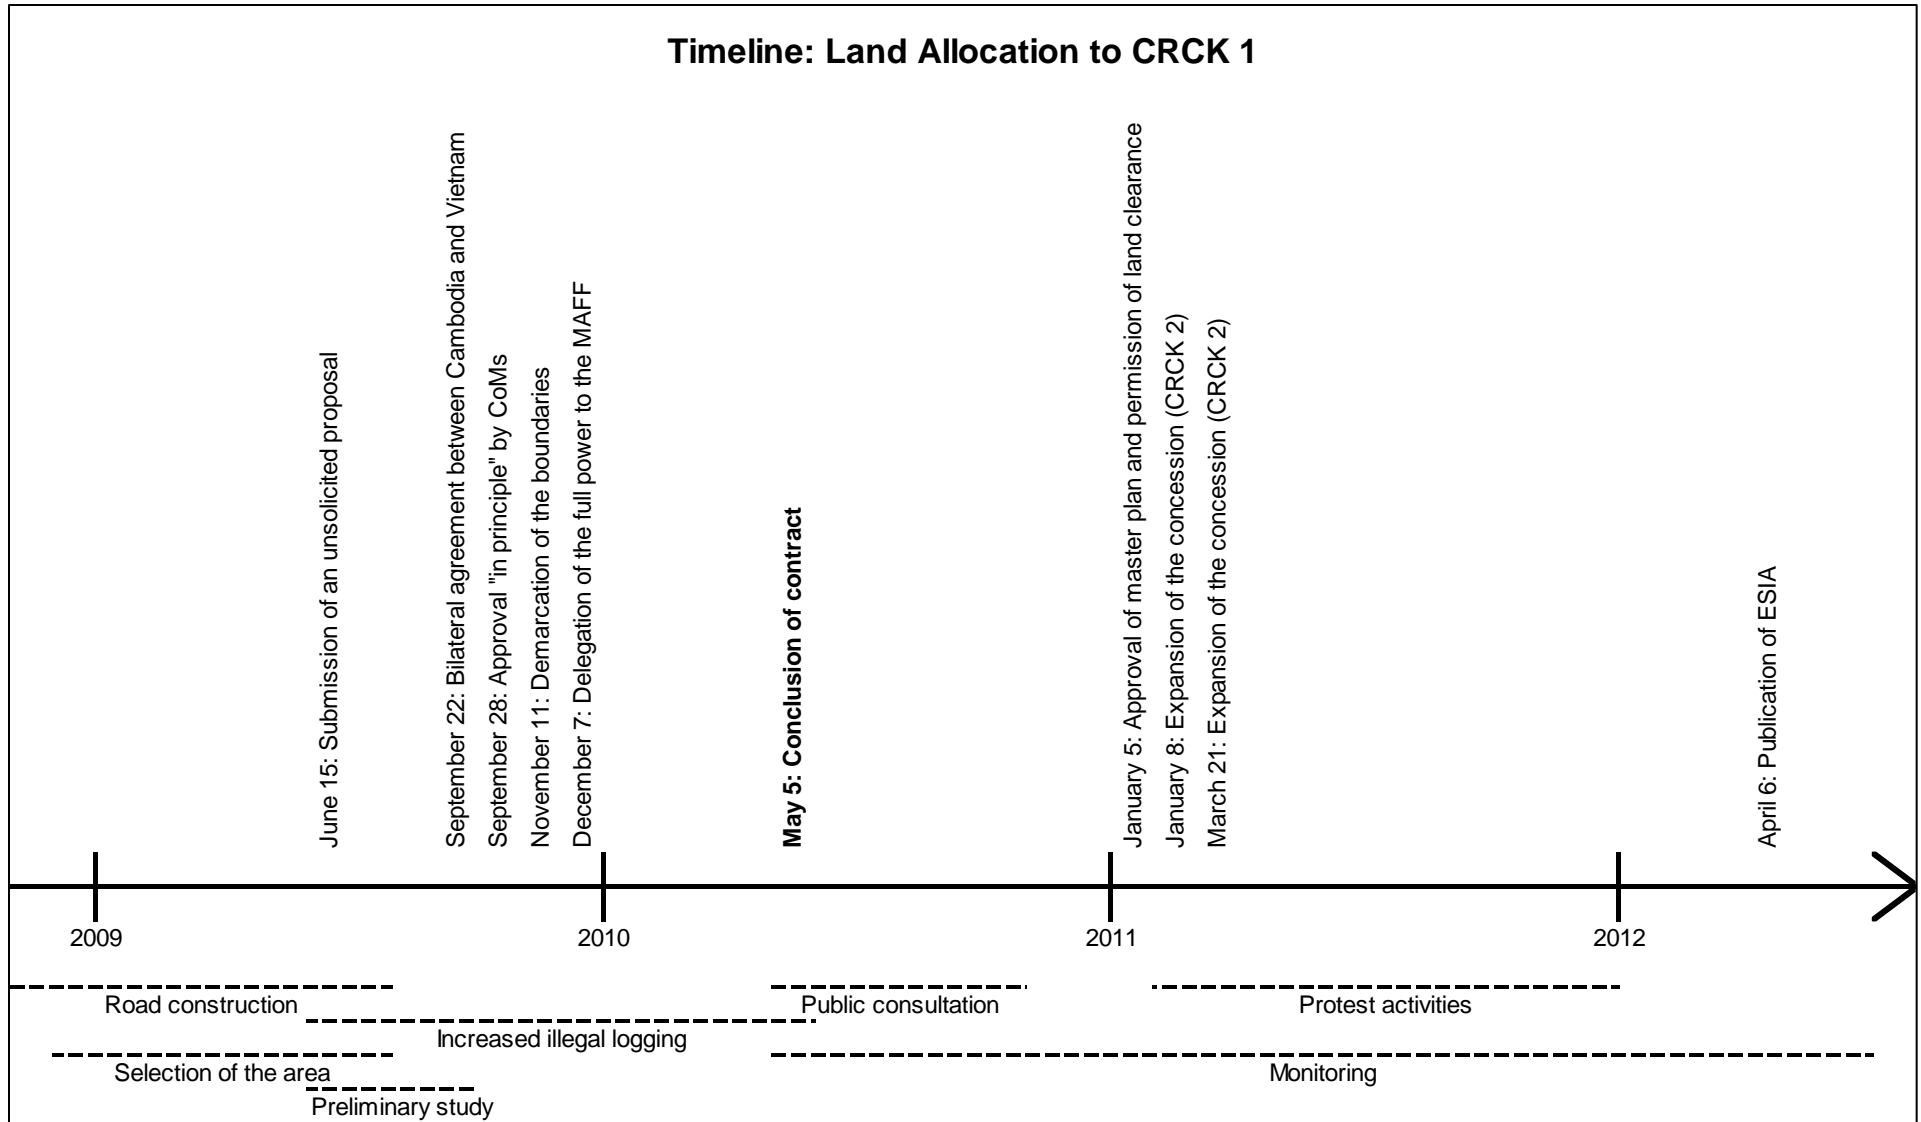 Timeline: Land Allocation to CRCK 1
June 15: Submission of an unsolicited proposal
September 22: Bilateral agreement between Cambodia and Vietnam
September 28: Approval "in principle" by CoMs
November 11: Demarcation of the boundaries
December 7: Delegation of the full power to the MAFF
May 5: Conclusion of contract
January 5: Approval of master plan and permission of land clearance
January 8: Expansion of the concession (CRCK 2)
March 21: Expansion of the concession (CRCK 2)
April 6: Publication of ESIA
2009
2010
2011
2012
Road construction
Public consultation
Protest activities
Increased illegal logging
Selection of the area
Monitoring
Preliminary study